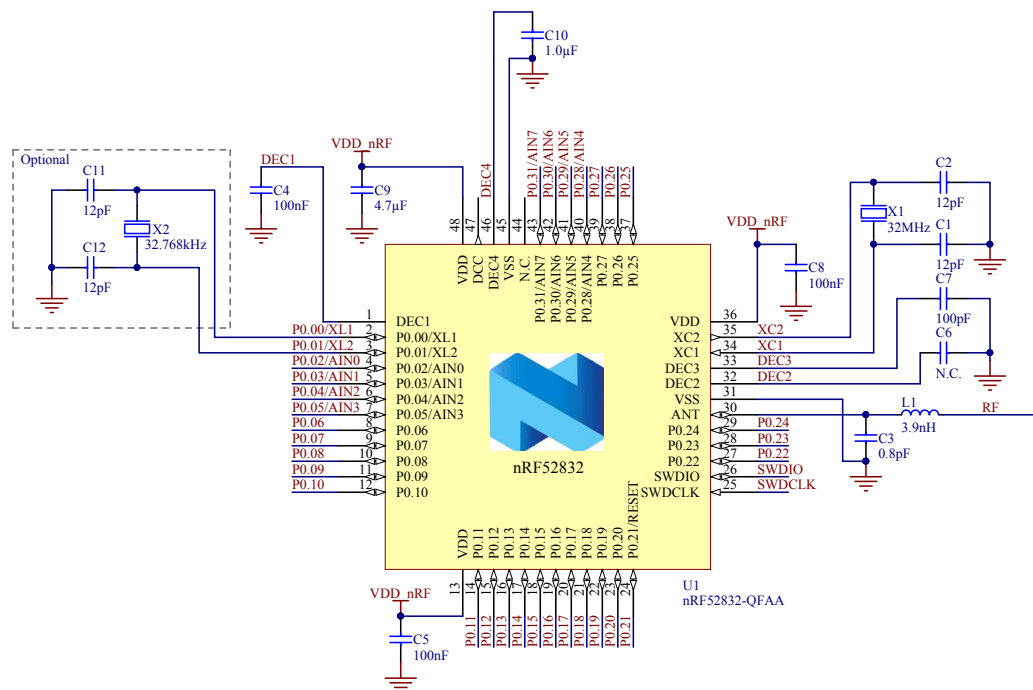 C10
1.0µF
VDD_nRF
Optional
DEC1
DEC4
P0.31/AIN7
P0.30/AIN6
P0.29/AIN5
P0.28/AIN4
P0.27
P0.26
P0.25
C11
12pF
X2
32.768kHz
C12
12pF
C4
100nF
C9
4.7µF
C2
12pF
X1
32MHz
C1
12pF
VDD_nRF
C8
100nF
C7
100pF
C6
N.C.
48
47
46
45
44
43
42
41
40
39
38
37
VDD
DCC
DEC4
VSS
N.C.
P0.31/AIN7
P0.30/AIN6
P0.29/AIN5
P0.28/AIN4
P0.27
P0.26
P0.25
1 DEC1
P0.00/XL1 2 P0.00/XL1
P0.01/XL2 3 P0.01/XL2
P0.02/AIN0 4 P0.02/AIN0
P0.03/AIN1 5 P0.03/AIN1
P0.04/AIN2 6 P0.04/AIN2
P0.05/AIN3 7 P0.05/AIN3
P0.06 8 P0.06
P0.07 9 P0.07
P0.08 10 P0.08
P0.09 11 P0.09
P0.10 12 P0.10
VDD 36
XC2 35 XC2
XC1 34 XC1
DEC3 33 DEC3
DEC2 32 DEC2
VSS 31
ANT 30
P0.24 29 P0.24
P0.23 28 P0.23
P0.22 27 P0.22
SWDIO 26 SWDIO
SWDCLK 25 SWDCLK
L1
3.9nH
RF
C3
0.8pF
nRF52832
VDD
P0.11
P0.12
P0.13
P0.14
P0.15
P0.16
P0.17
P0.18
P0.19
P0.20
P0.21/RESET
13
14
15
16
17
18
19
20
21
22
23
24
U1
nRF52832-QFAA
VDD_nRF
C5
100nF
P0.11
P0.12
P0.13
P0.14
P0.15
P0.16
P0.17
P0.18
P0.19
P0.20
P0.21